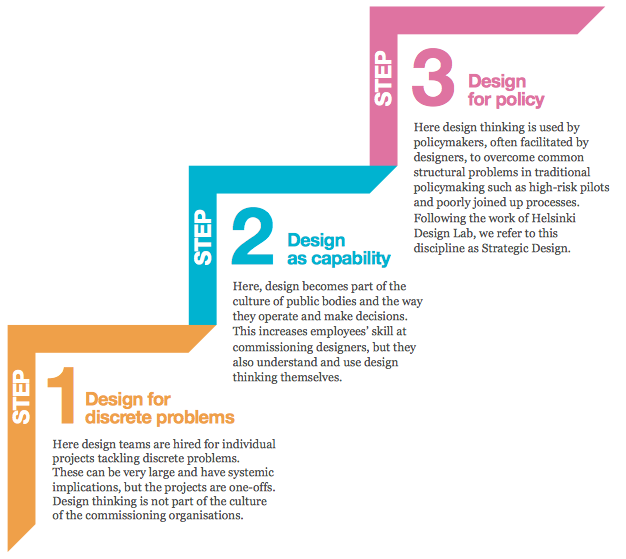 STEP
3
Design
for policy
Here design thinking is used by
policymakers, often facilitated by
designers, to overcome common
structural problems in traditional
policymaking such as high-risk pilots
and poorly joined up processes.
Following the work of Helsinki
Design Lab, we refer to this
discipline as Strategic Design.
STEP
2
Design
as capability
Here, design becomes part of the
culture of public bodies and the way
they operate and make decisions.
This increases employees’ skill at
commissioning designers, but they
also understand and use design
thinking themselves.
STEP
1
Design for
discrete problems
Here design teams are hired for individual
projects tackling discrete problems.
These can be very large and have systemic
implications, but the projects are one-offs.
Design thinking is not part of the culture
of the commissioning organisations.